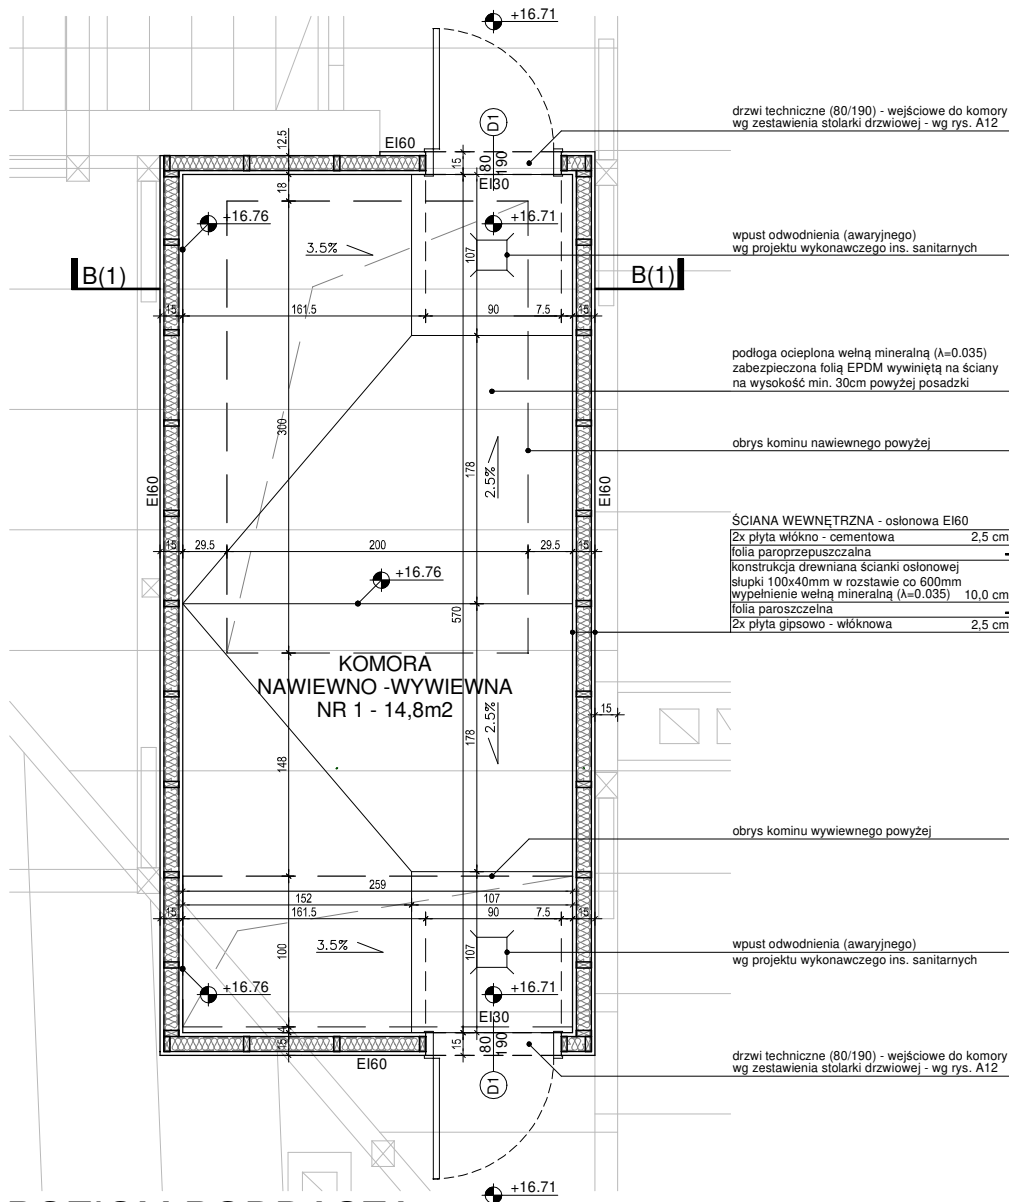 +16.71
drzwi techniczne (80/190) - wejściowe do komory
wg zestawienia stolarki drzwiowej - wg rys. A12
D1
12.5
EI60
15
80
190
EI30
18
+16.76
+16.71
3.5%
107
wpust odwodnienia (awaryjnego)
wg projektu wykonawczego ins. sanitarnych
B(1)
B(1)
15
161.5
90
7.5
15
podłoga ocieplona wełną mineralną (λ=0.035)
zabezpieczona folią EPDM wywiniętą na ściany
na wysokość min. 30cm powyżej posadzki
300
178
2.5%
obrys kominu nawiewnego powyżej
EI60
EI60
ŚCIANA WEWNĘTRZNA - osłonowa EI60
2x płyta włókno - cementowa 2,5 cm
folia paroprzepuszczalna -
konstrukcja drewniana ścianki osłonowej
słupki 100x40mm w rozstawie co 600mm
wypełnienie wełną mineralną (λ=0.035) 10,0 cm
folia paroszczelna -
2x płyta gipsowo - włóknowa 2,5 cm
15
29.5
200
29.5
15
+16.76
570
KOMORA
NAWIEWNO -WYWIEWNA
NR 1 - 14,8m2
2.5%
15
178
148
obrys kominu wywiewnego powyżej
259
152
107
15
161.5
90
7.5
15
3.5%
100
107
wpust odwodnienia (awaryjnego)
wg projektu wykonawczego ins. sanitarnych
+16.76
+16.71
EI30
4
15
15
80
190
EI60
D1
drzwi techniczne (80/190) - wejściowe do komory
wg zestawienia stolarki drzwiowej - wg rys. A12
+16.71